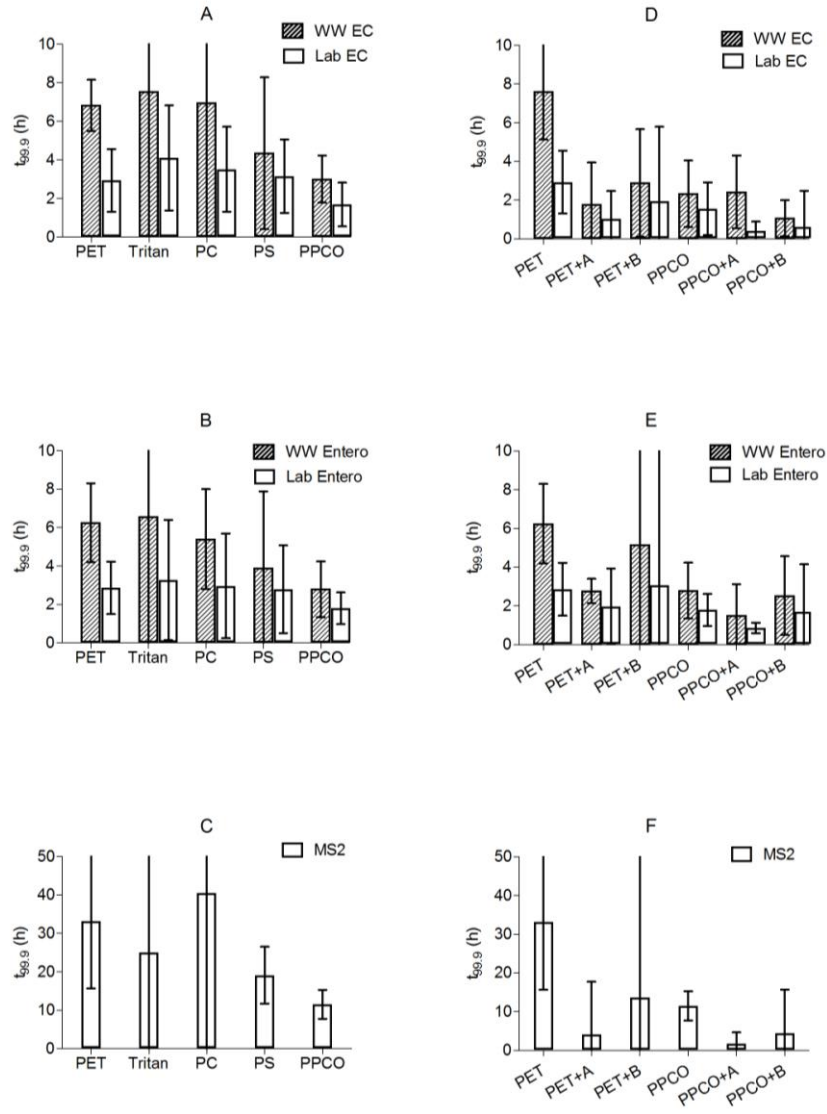 A
WW EC
Lab EC
t99.9 (h)
10
8
6
4
2
0
PET Tritan PC PS PPCO
D
WW EC
Lab EC
t99.9 (h)
10
8
6
4
2
0
PET PET+A PET+B PPCO PPCO+A PPCO+B
B
WW Entero
Lab Entero
t99.9 (h)
10
8
6
4
2
0
PET Tritan PC PS PPCO
E
WW Entero
Lab Entero
t99.9 (h)
10
8
6
4
2
0
PET PET+A PET+B PPCO PPCO+A PPCO+B
C
MS2
t99.9 (h)
50
40
30
20
10
0
PET Tritan PC PS PPCO
F
MS2
t99.9 (h)
50
40
30
20
10
0
PET PET+A PET+B PPCO PPCO+A PPCO+B